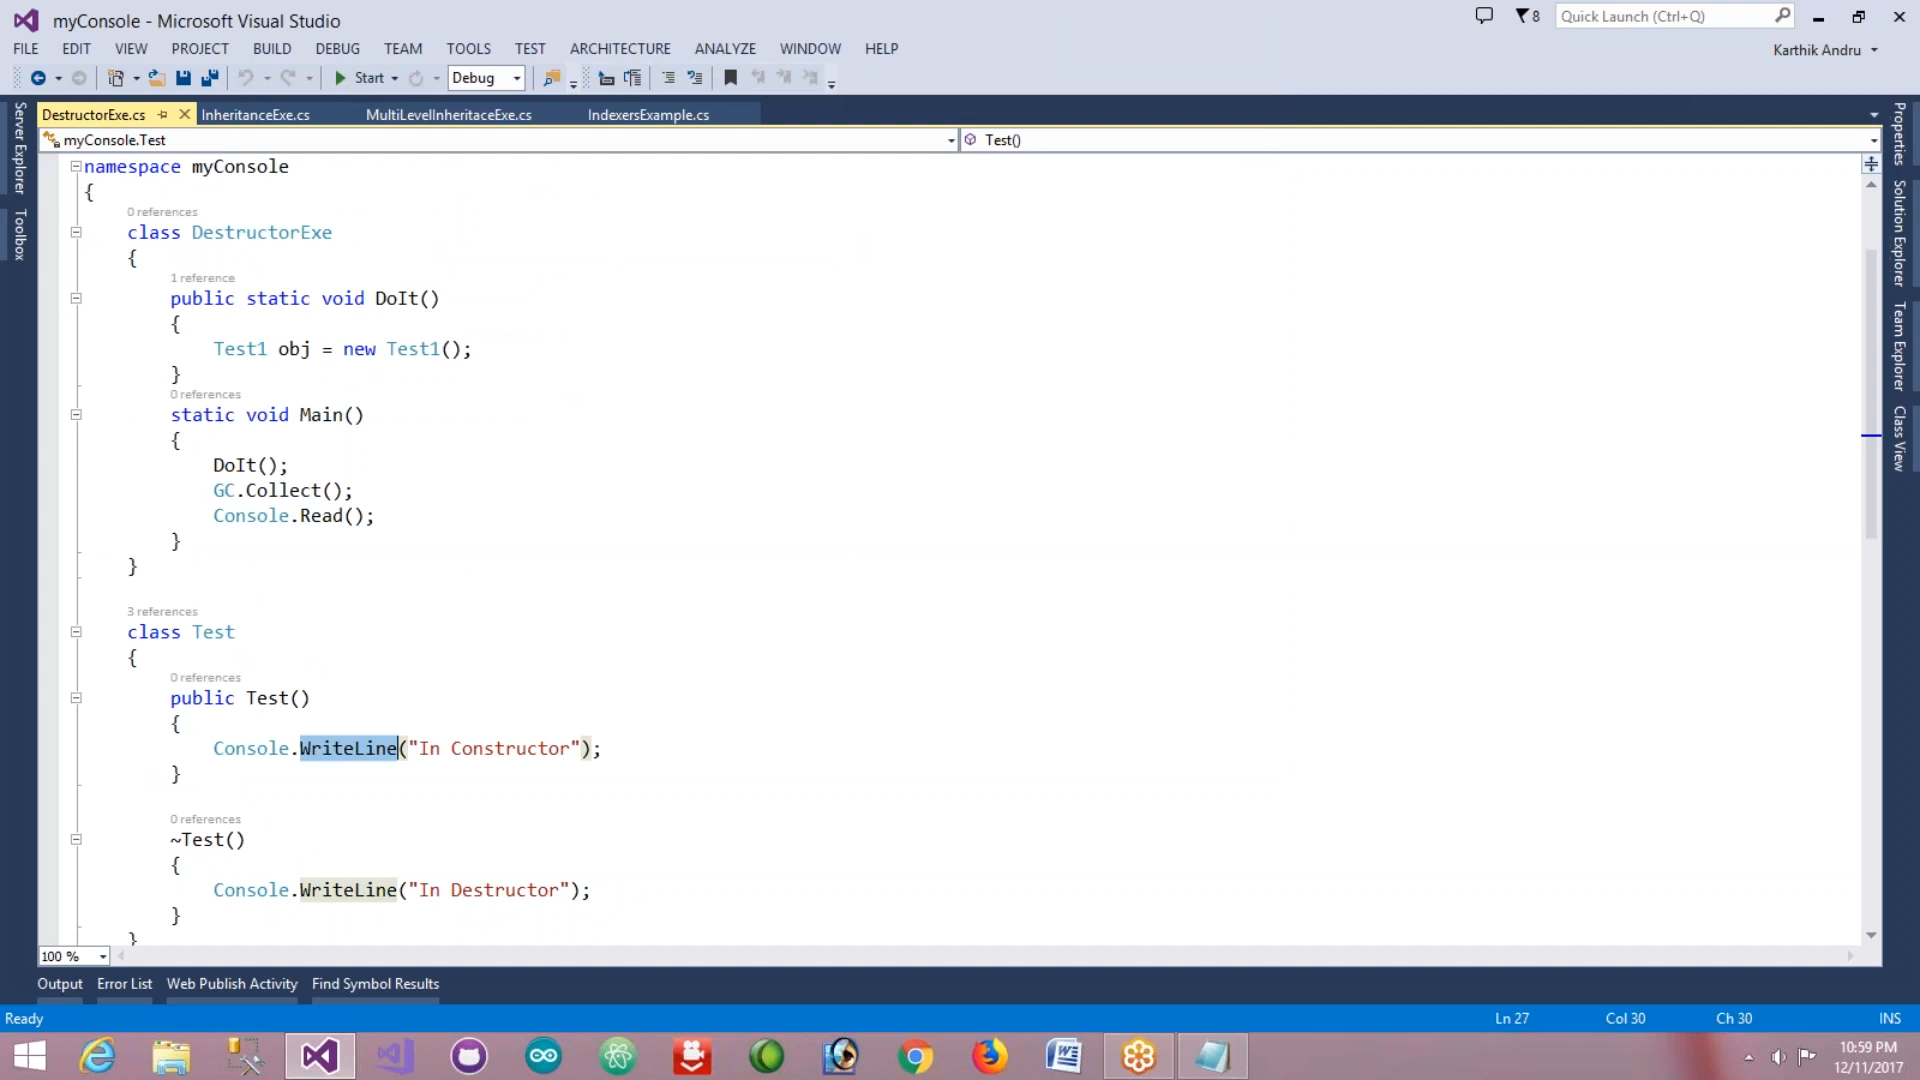 myConsole - Microsoft Visual Studio
8
Quick Launch (Ctrl+Q)
FILE EDIT VIEW PROJECT BUILD DEBUG TEAM TOOLS TEST ARCHITECTURE ANALYZE WINDOW HELP
Karthik Andru
Start Debug
DestructorExe.cs InheritanceExe.cs MultiLevelInheritaceExe.cs IndexersExample.cs
myConsole.Test Test()
Server Explorer
Toolbox
Properties
Solution Explorer
Team Explorer
Class View
namespace myConsole
{
0 references
class DestructorExe
{
1 reference
public static void DoIt()
{
Test1 obj = new Test1();
}
0 references
static void Main()
{
DoIt();
GC.Collect();
Console.Read();
}
}
3 references
class Test
{
0 references
public Test()
{
Console.WriteLine("In Constructor");
}
0 references
~Test()
{
Console.WriteLine("In Destructor");
}
}
100 %
Output Error List Web Publish Activity Find Symbol Results
Ready Ln 27 Col 30 Ch 30 INS
10:59 PM
12/11/2017